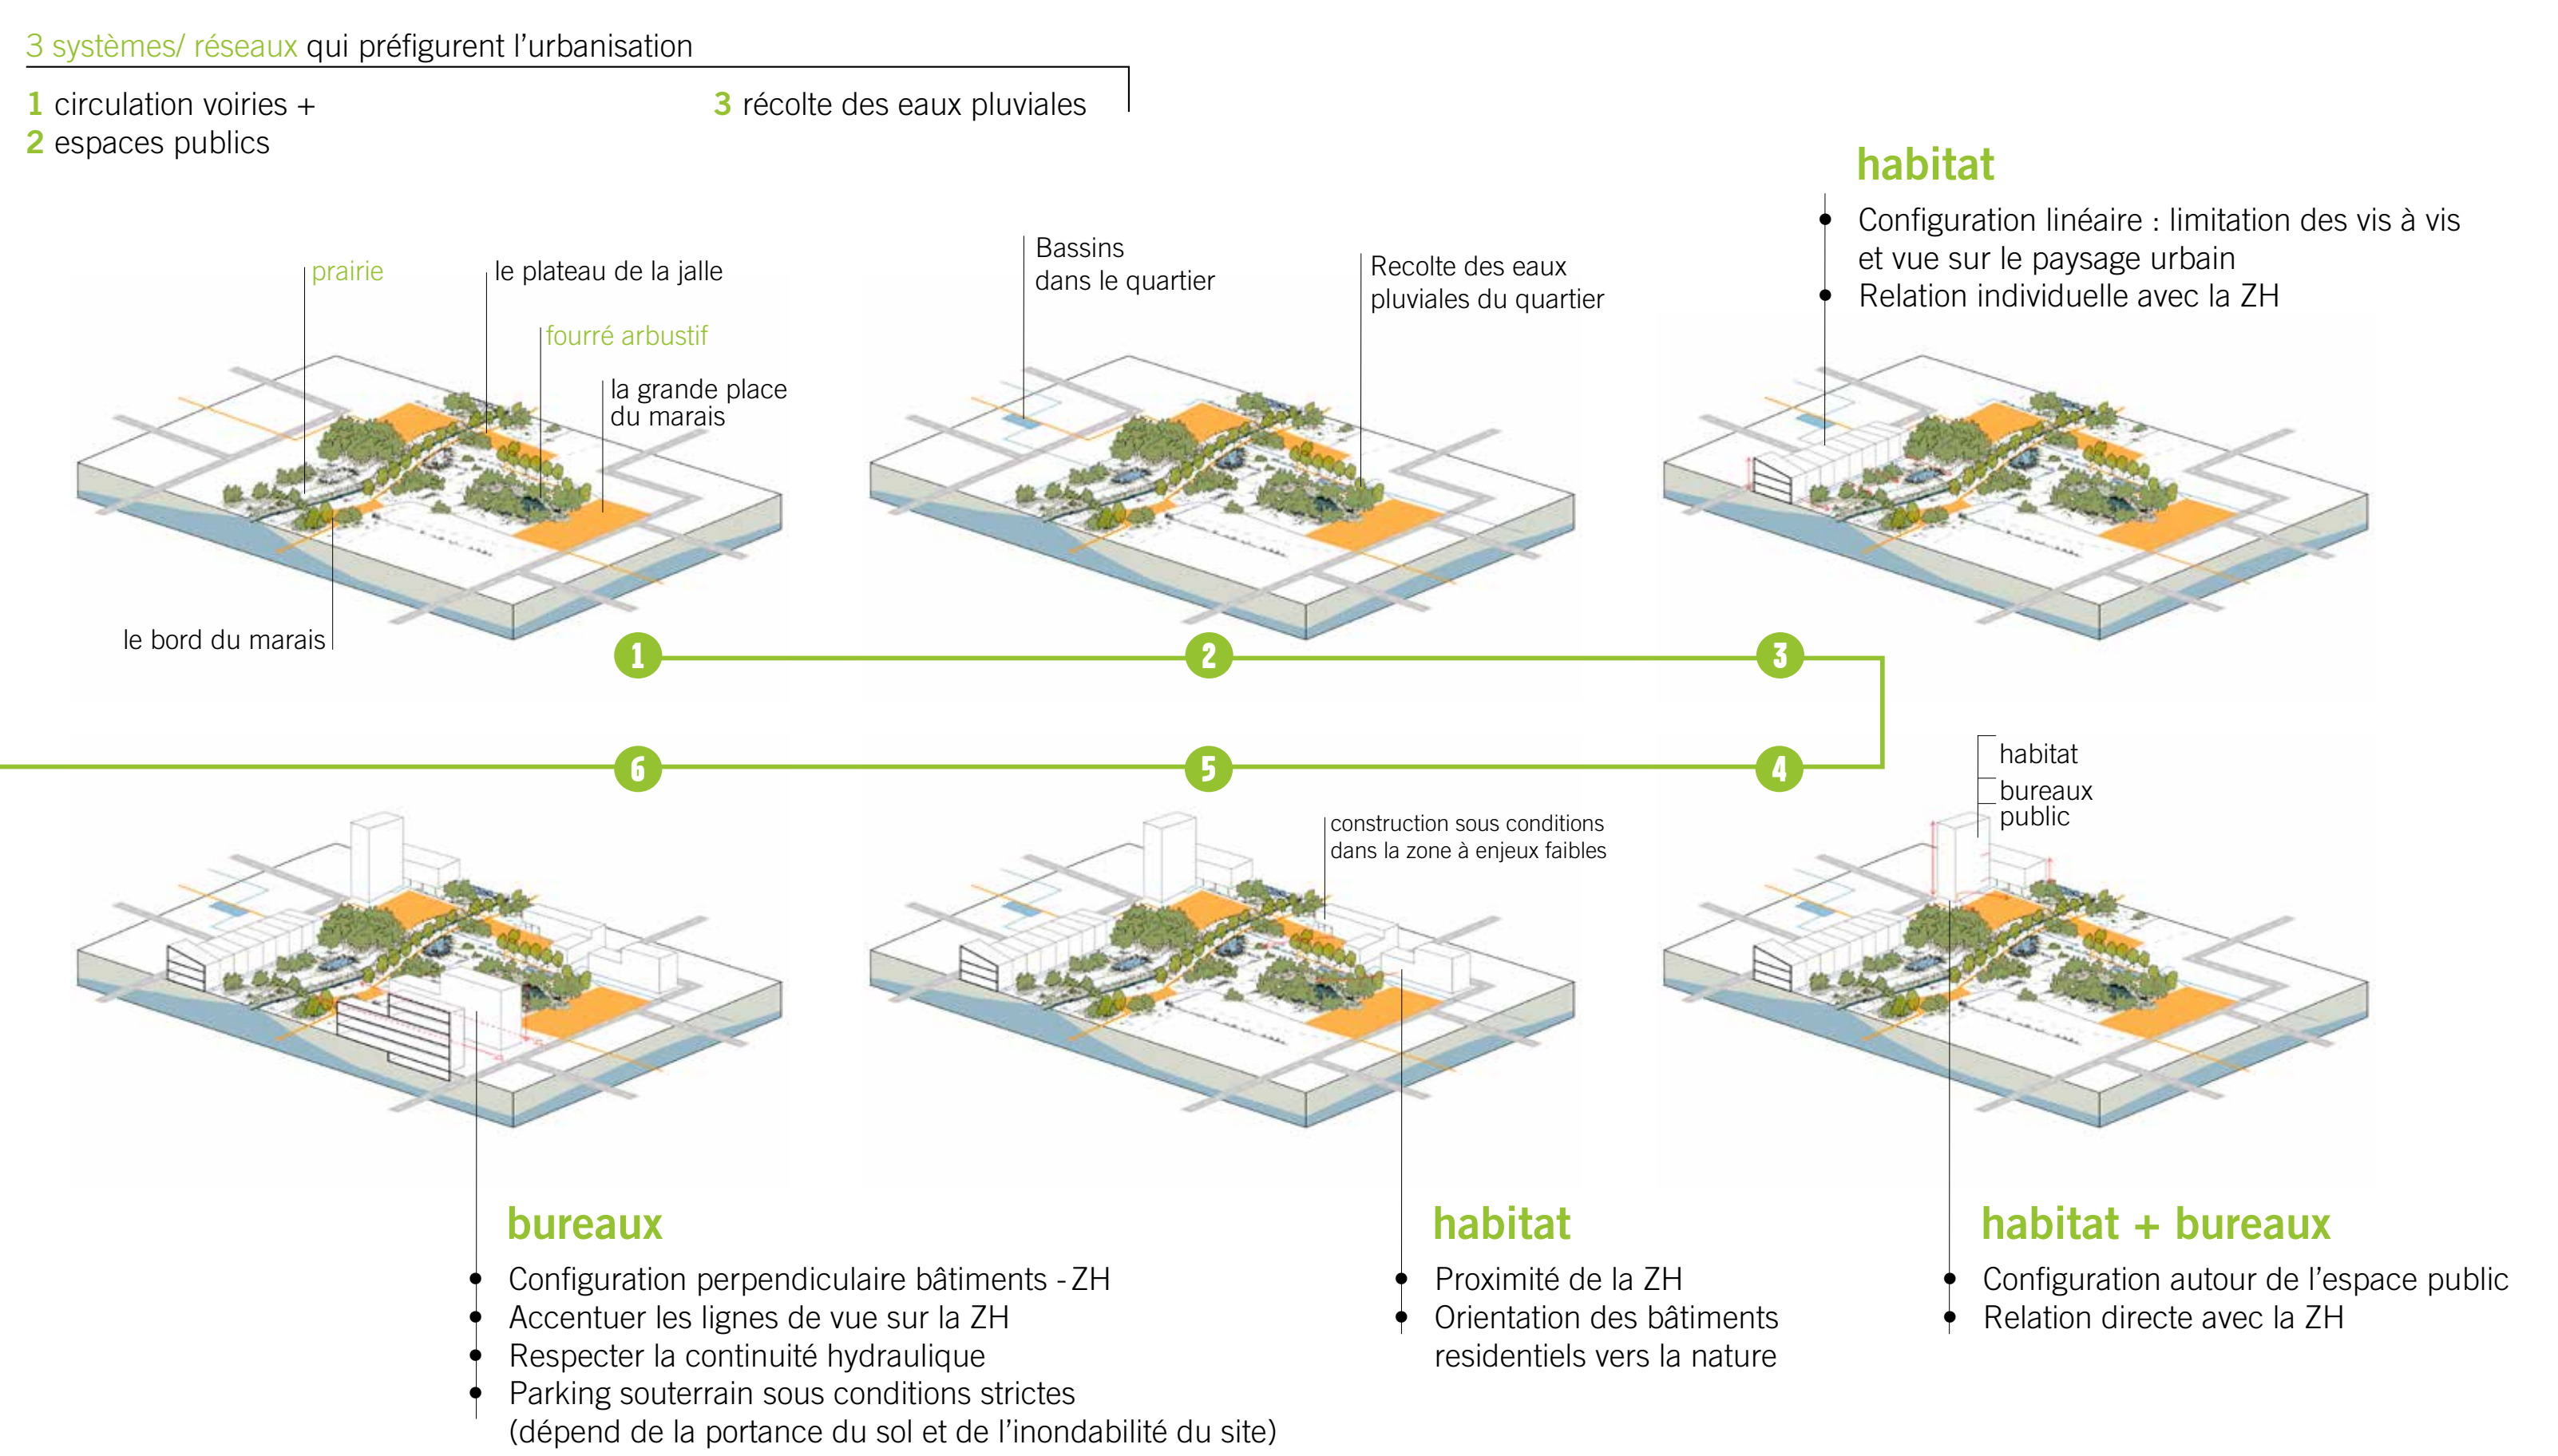 3 systèmes/ réseaux qui préfigurent l'urbanisation
1 circulation voiries +
2 espaces publics
3 récolte des eaux pluviales
prairie
le plateau de la jalle
fourré arbustif
la grande place
du marais
le bord du marais
Bassins
dans le quartier
Recolte des eaux
pluviales du quartier
habitat
Configuration linéaire : limitation des vis à vis
et vue sur le paysage urbain
Relation individuelle avec la ZH
1
2
3
6
5
4
habitat
bureaux
public
construction sous conditions
dans la zone à enjeux faibles
bureaux
Configuration perpendiculaire bâtiments - ZH
Accentuer les lignes de vue sur la ZH
Respecter la continuité hydraulique
Parking souterrain sous conditions strictes
(dépend de la portance du sol et de l'inondabilité du site)
habitat
Proximité de la ZH
Orientation des bâtiments
residentiels vers la nature
habitat + bureaux
Configuration autour de l'espace public
Relation directe avec la ZH